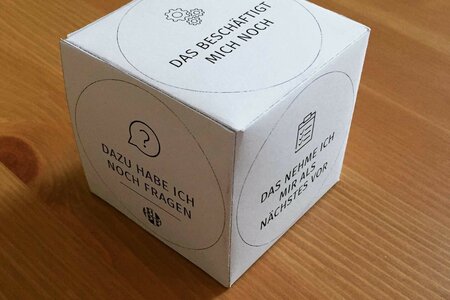 DAS BESCHÄFTIGT
MICH NOCH
DAZU HABE ICH
NOCH FRAGEN
DAS NEHME ICH
MIR ALS
NÄCHSTES VOR